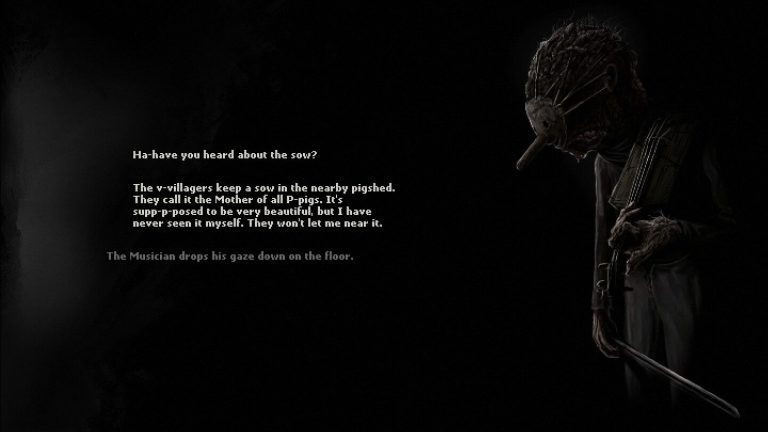 Ha-have you heard about the sow?
The v-villagers keep a sow in the nearby pigshed.
They call it the Mother of all P-pigs. It's
supp-p-posed to be very beautiful, but I have
never seen it myself. They won't let me near it.
The Musician drops his gaze down on the floor.